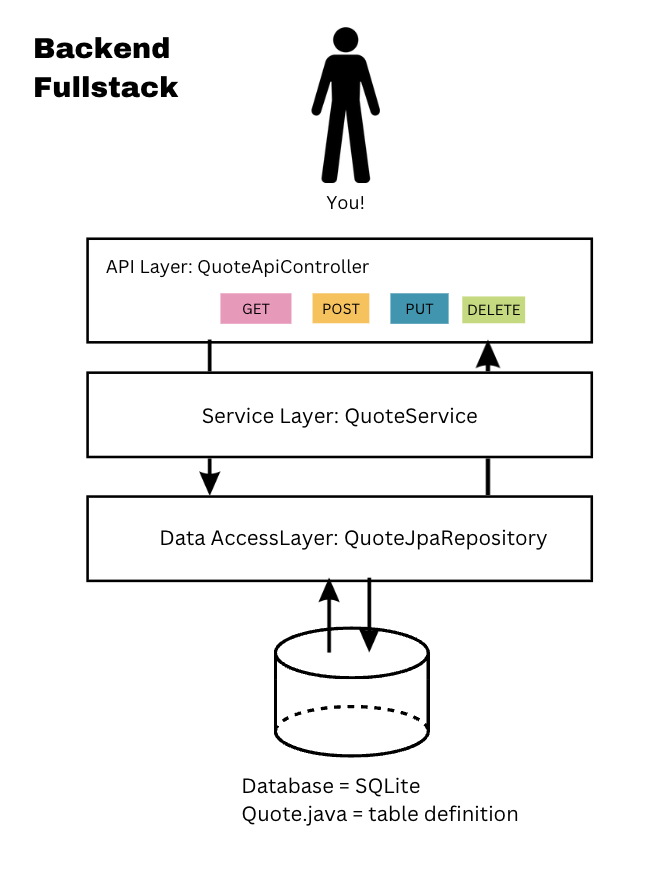 Backend
Fullstack
You!
API Layer: QuoteApiController
GET POST PUT DELETE
Service Layer: QuoteService
Data AccessLayer: QuoteJpaRepository
Database = SQLite
Quote.java = table definition